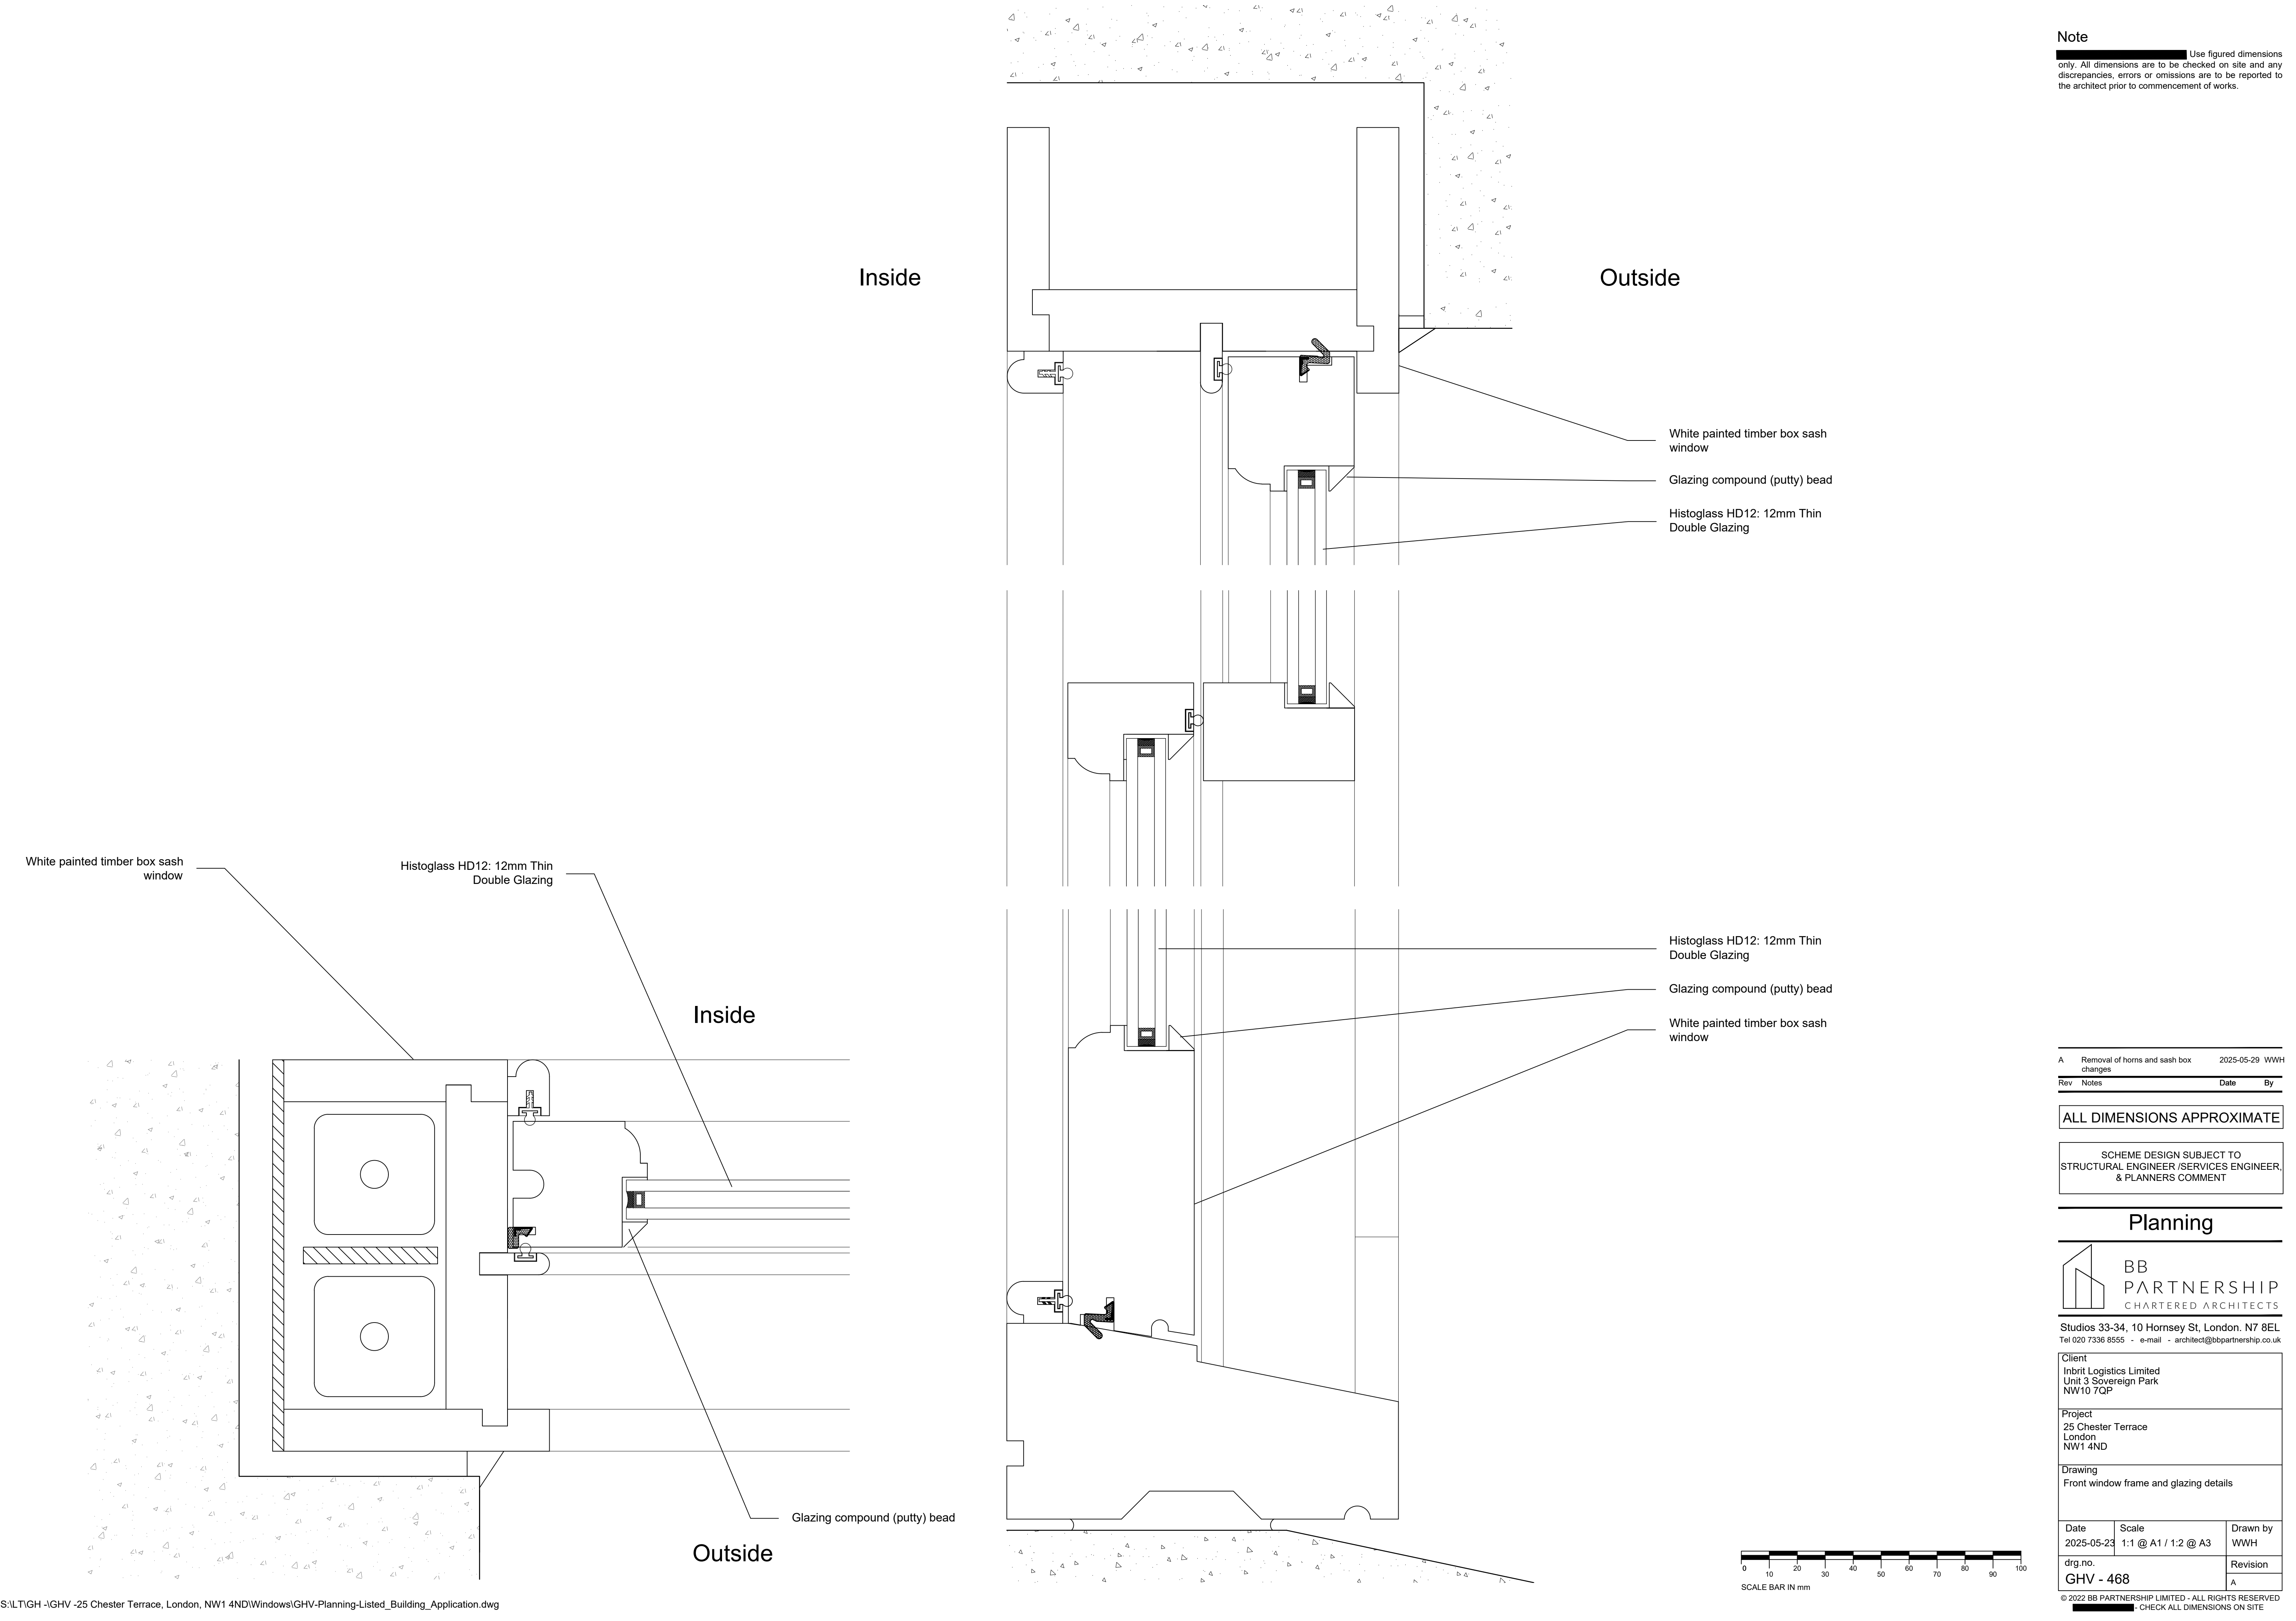 Note
Use figured dimensions
only. All dimensions are to be checked on site and any
discrepancies, errors or omissions are to be reported to
the architect prior to commencement of works.
Inside
Outside
White painted timber box sash
window
Glazing compound (putty) bead
Histoglass HD12: 12mm Thin
Double Glazing
White painted timber box sash
window
Histoglass HD12: 12mm Thin
Double Glazing
Inside
Glazing compound (putty) bead
Outside
Histoglass HD12: 12mm Thin
Double Glazing
Glazing compound (putty) bead
White painted timber box sash
window
A Removal of horns and sash box 2025-05-29 WWH
changes
Rev Notes Date By
ALL DIMENSIONS APPROXIMATE
SCHEME DESIGN SUBJECT TO
STRUCTURAL ENGINEER /SERVICES ENGINEER,
& PLANNERS COMMENT
Planning
BB
PARTNERSHIP
CHARTERED ARCHITECTS
Studios 33-34, 10 Hornsey St, London. N7 8EL
Tel 020 7336 8555 - e-mail - architect@bbpartnership.co.uk
Client
Inbrit Logistics Limited
Unit 3 Sovereign Park
NW10 7QP
Project
25 Chester Terrace
London
NW1 4ND
Drawing
Front window frame and glazing details
Date Scale Drawn by
2025-05-23 1:1 @ A1 / 1:2 @ A3 WWH
drg.no. Revision
GHV - 468 A
© 2022 BB PARTNERSHIP LIMITED - ALL RIGHTS RESERVED
- CHECK ALL DIMENSIONS ON SITE
0 10 20 30 40 50 60 70 80 90 100
SCALE BAR IN mm
S:\LT\GH -\GHV -25 Chester Terrace, London, NW1 4ND\Windows\GHV-Planning-Listed_Building_Application.dwg